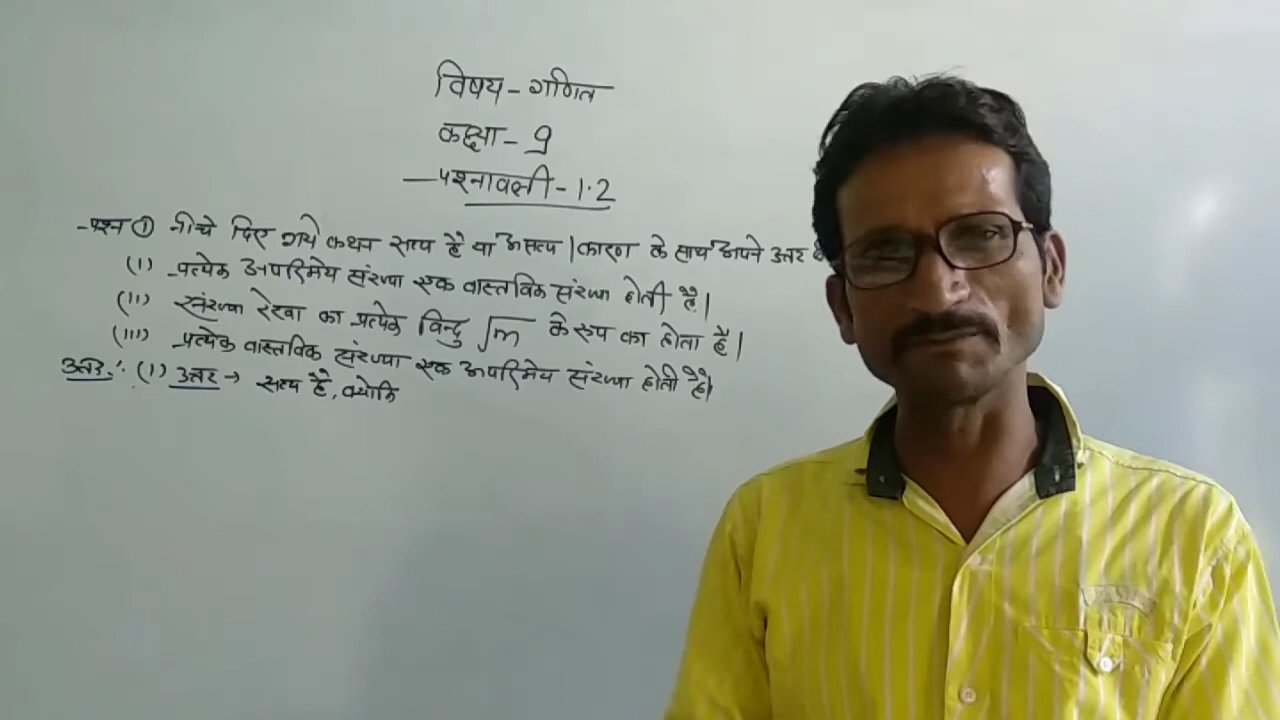 विषय - गणित
कक्षा - 9
प्रश्नावली - 1.2
प्रश्न ① नीचे दिए गये कथन सत्य है या असत्य | कारण के साथ अपने उत्तर
(i) प्रत्येक अपरिमेय संख्या एक वास्तविक संख्या होती है।
(ii) संख्या रेखा का प्रत्येक विन्दु √m के रूप का होता है।
(iii) प्रत्येक वास्तविक संख्या एक अपरिमेय संख्या होती है।
उत्तर:- (i) उत्तर → सत्य है, क्योकि